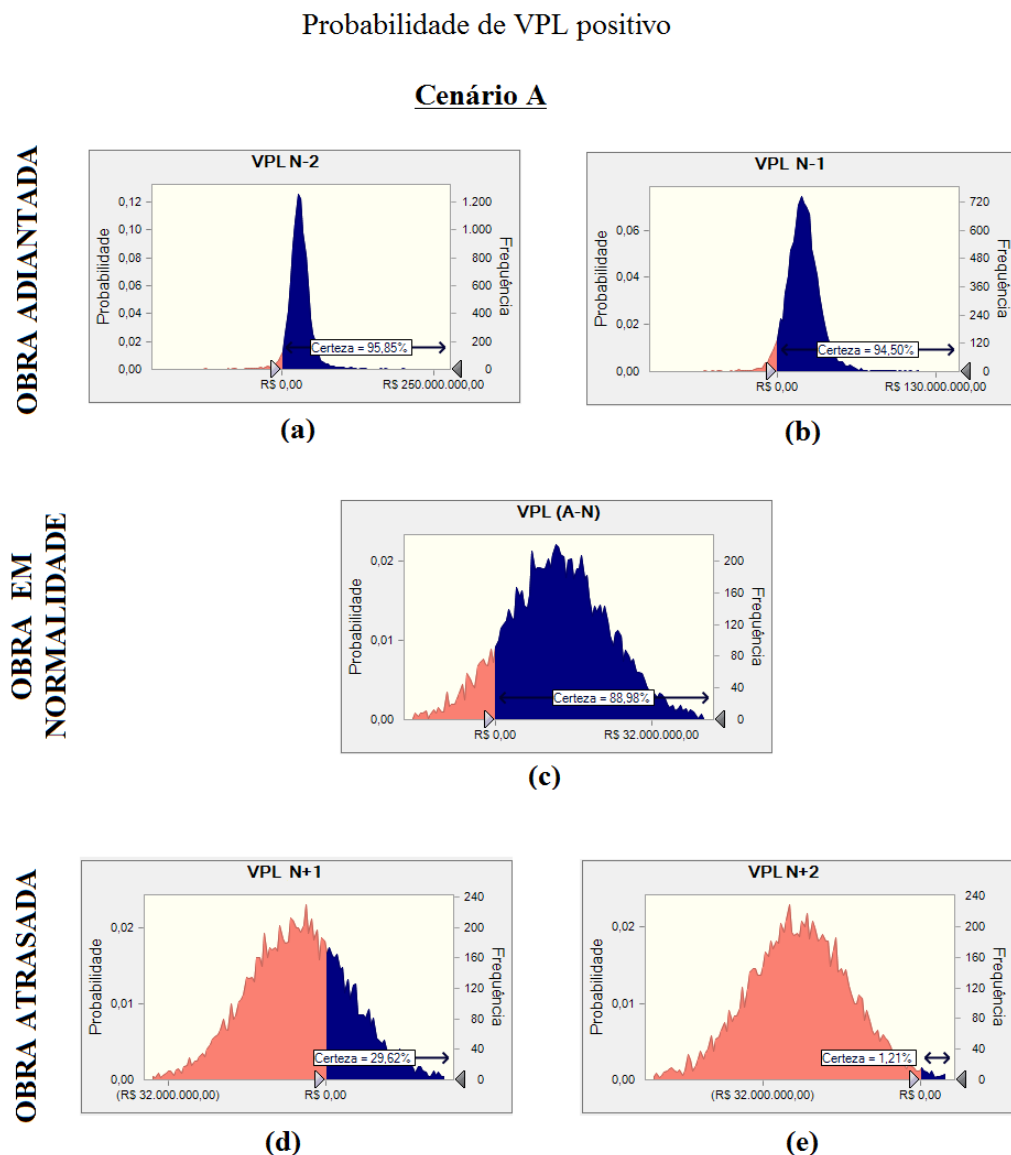 Probabilidade de VPL positivo
Cenário A
OBRA ADIANTADA
VPL N-2
Probabilidade
0,12
0,10
0,08
0,06
0,04
0,02
0,00
1.200
1.000
800
600
400
200
0
Frequência
Certeza = 95,85%
R$ 0,00
R$ 250.000.000,00
(a)
VPL N-1
Probabilidade
0,06
0,04
0,02
0,00
720
600
480
360
240
120
0
Frequência
Certeza = 94,50%
R$ 0,00
R$ 130.000.000,00
(b)
OBRA EM
NORMALIDADE
VPL (A-N)
Probabilidade
0,02
0,01
0,00
200
160
120
80
40
0
Frequência
Certeza = 88,98%
R$ 0,00
R$ 32.000.000,00
(c)
OBRA ATRASADA
VPL N+1
Probabilidade
0,02
0,01
0,00
240
200
160
120
80
40
0
Frequência
Certeza = 29,62%
(R$ 32.000.000,00)
R$ 0,00
(d)
VPL N+2
Probabilidade
0,02
0,01
0,00
240
200
160
120
80
40
0
Frequência
Certeza = 1,21%
(R$ 32.000.000,00)
R$ 0,00
(e)